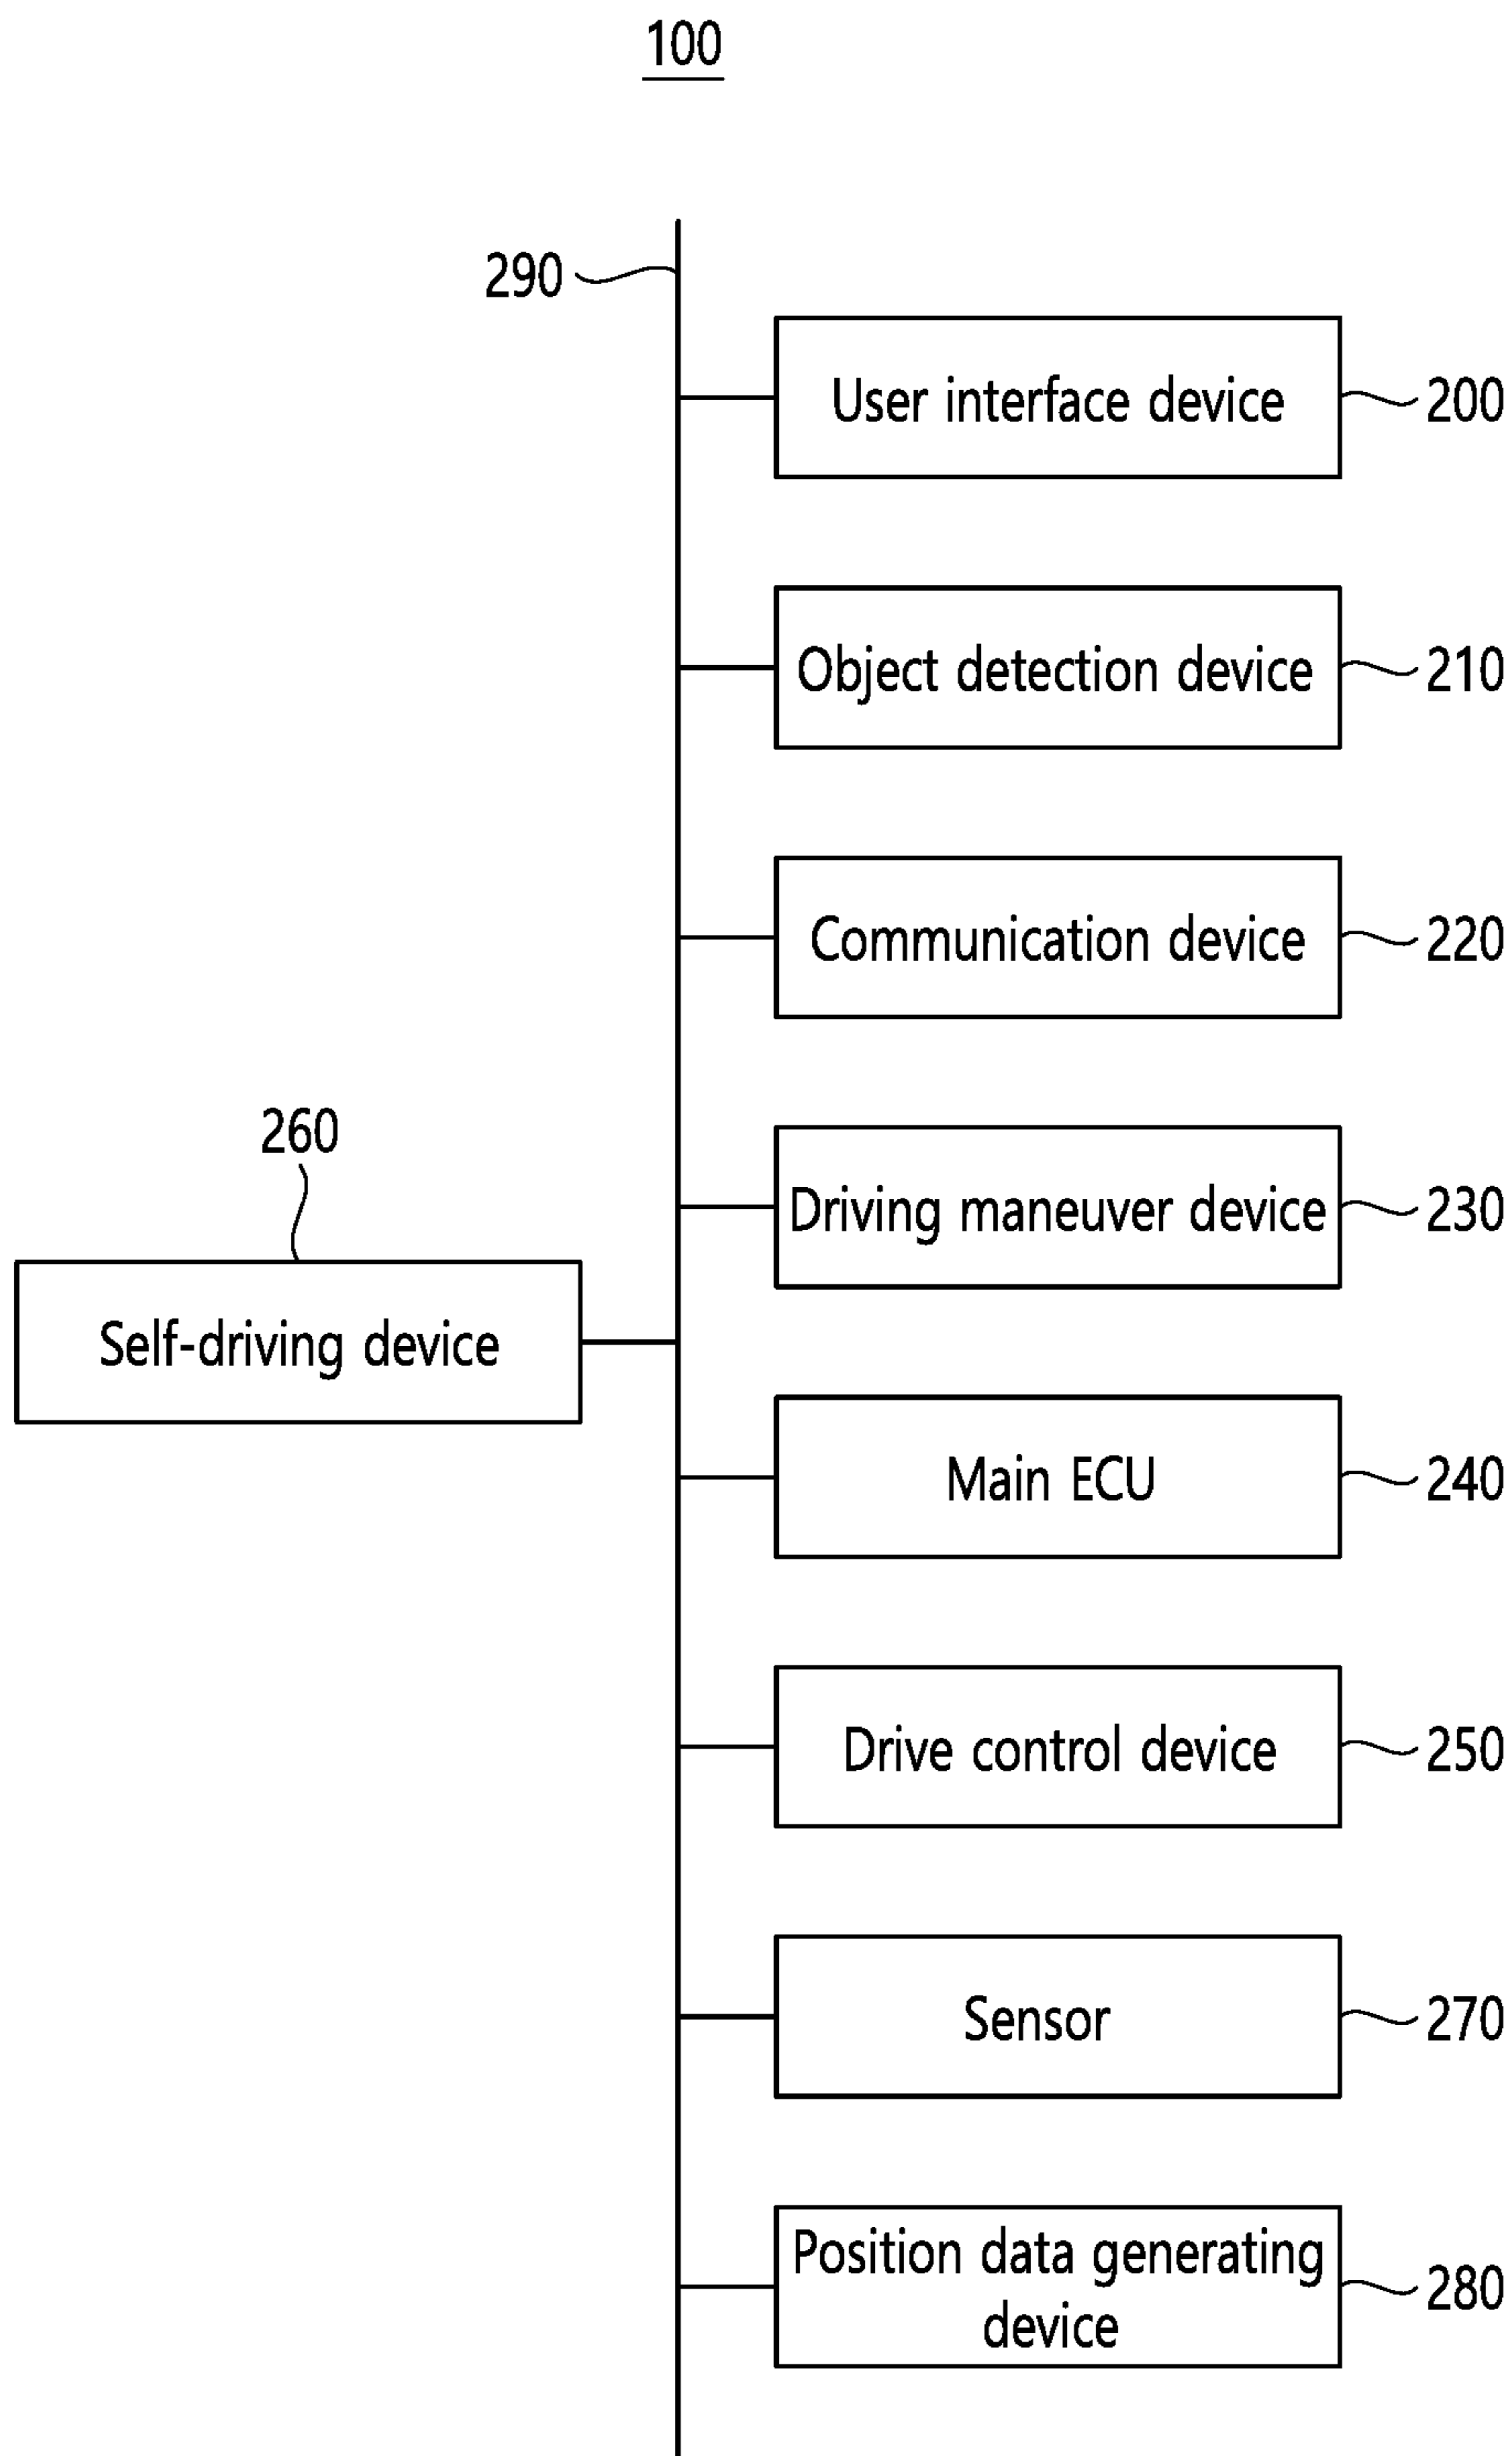 100
290
User interface device
200
Object detection device
210
Communication device
220
260
Driving maneuver device
230
Self-driving device
Main ECU
240
Drive control device
250
Sensor
270
Position data generating
device
280